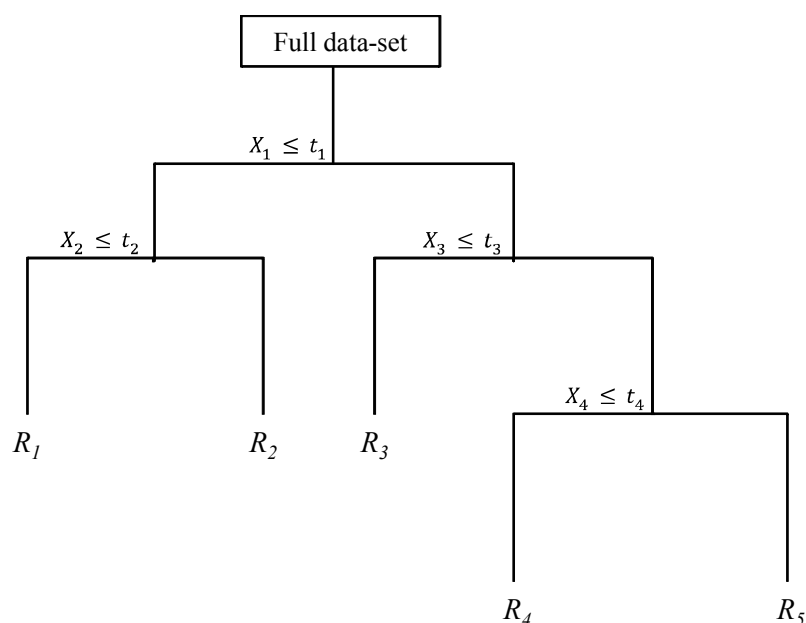 Full data-set
X₁ ≤ t₁
X₂ ≤ t₂
X₃ ≤ t₃
X₄ ≤ t₄
R₁
R₂
R₃
R₄
R₅